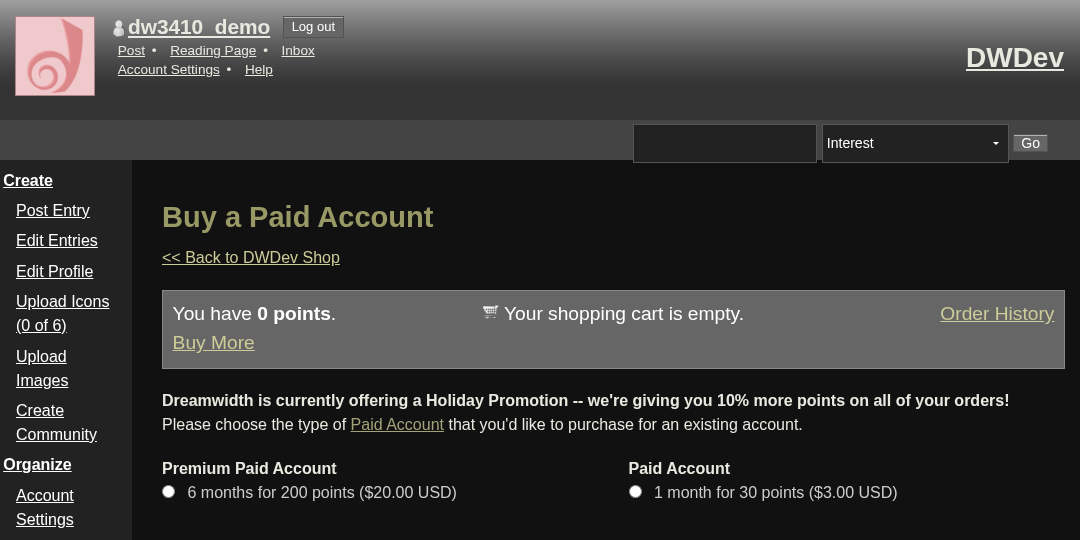 dw3410_demo Log out
Post • Reading Page • Inbox
Account Settings • Help
DWDev
Interest Go
Create
Post Entry
Edit Entries
Edit Profile
Upload Icons
(0 of 6)
Upload
Images
Create
Community
Organize
Account
Settings
Buy a Paid Account
<< Back to DWDev Shop
You have 0 points.
Buy More
Your shopping cart is empty.
Order History
Dreamwidth is currently offering a Holiday Promotion -- we're giving you 10% more points on all of your orders!
Please choose the type of Paid Account that you'd like to purchase for an existing account.
Premium Paid Account
6 months for 200 points ($20.00 USD)
Paid Account
1 month for 30 points ($3.00 USD)